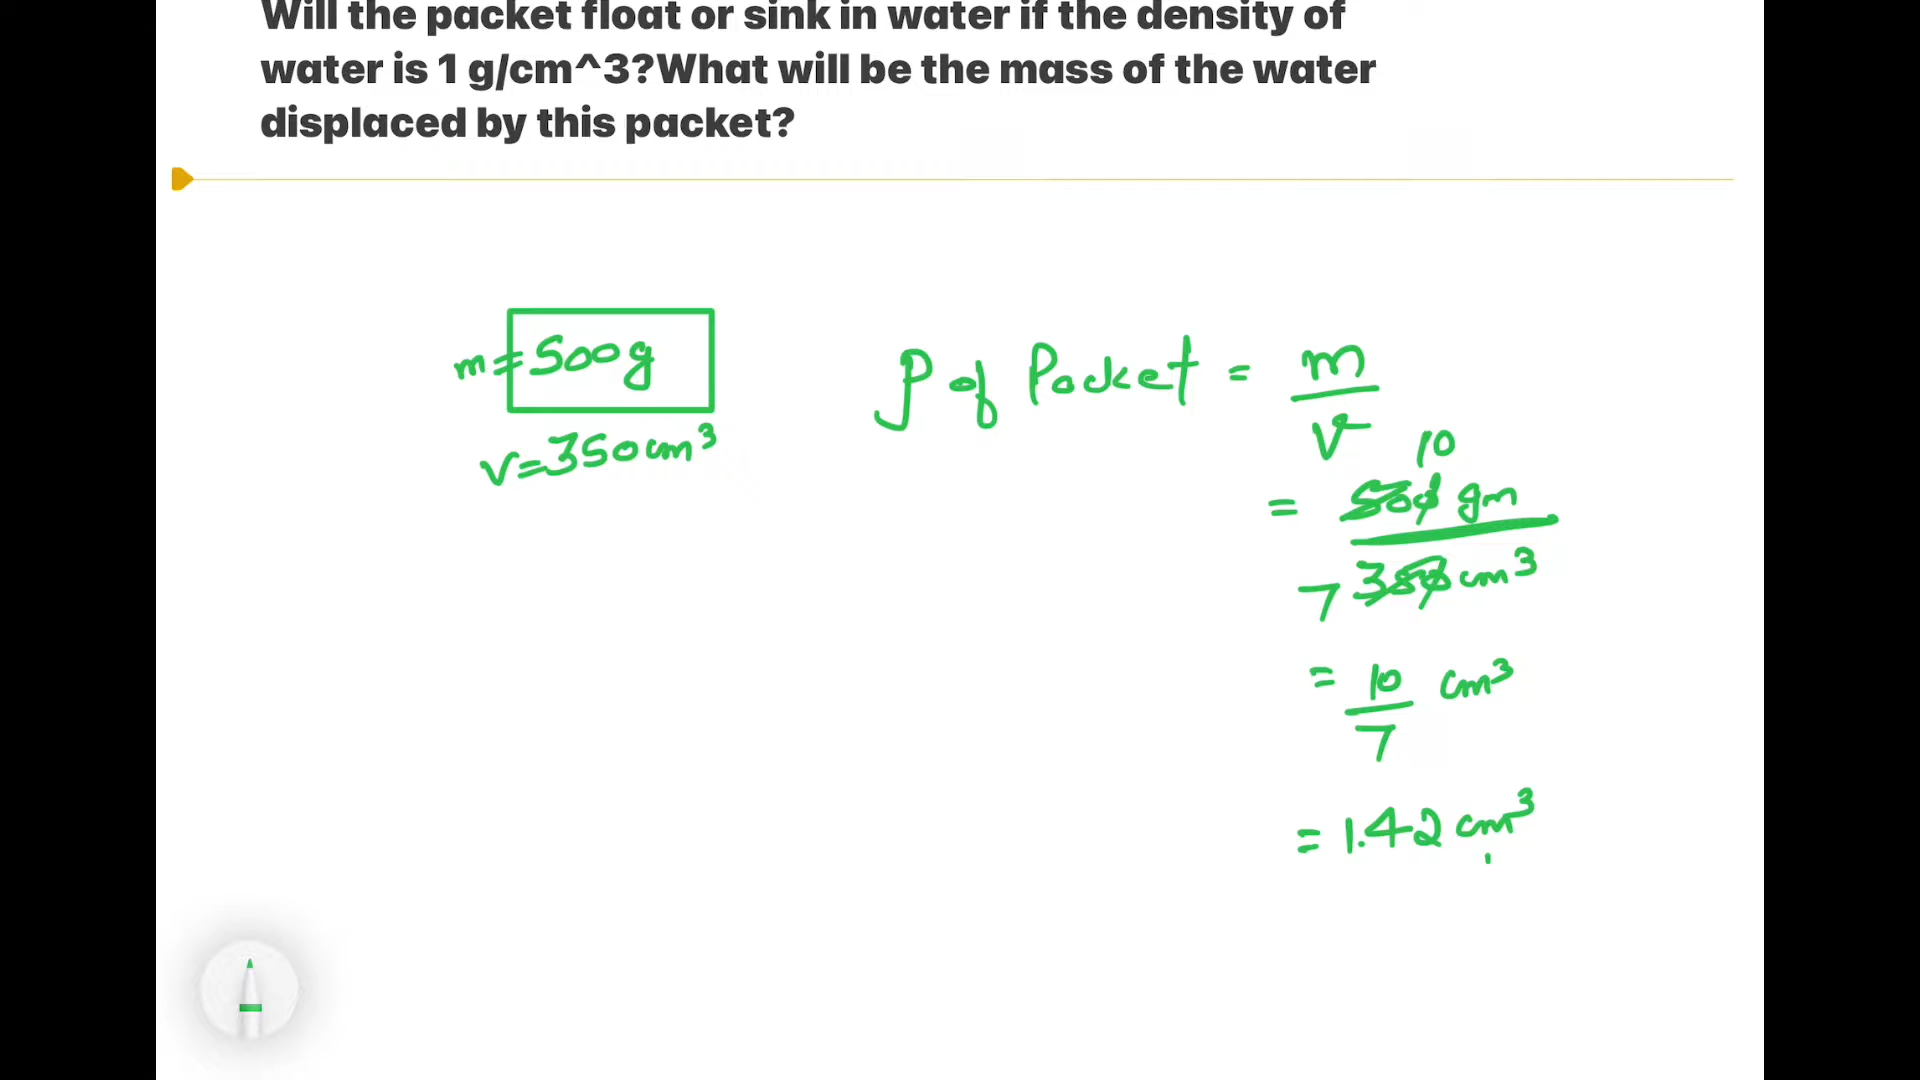 Will the packet float or sink in water if the density of
water is 1 g/cm^3?What will be the mass of the water
displaced by this packet?
m = 500g
v = 350 cm³
ρ of Packet = m
v
10
= 500 gm
7 350 cm³
= 10 cm³
7
= 1.42 cm³